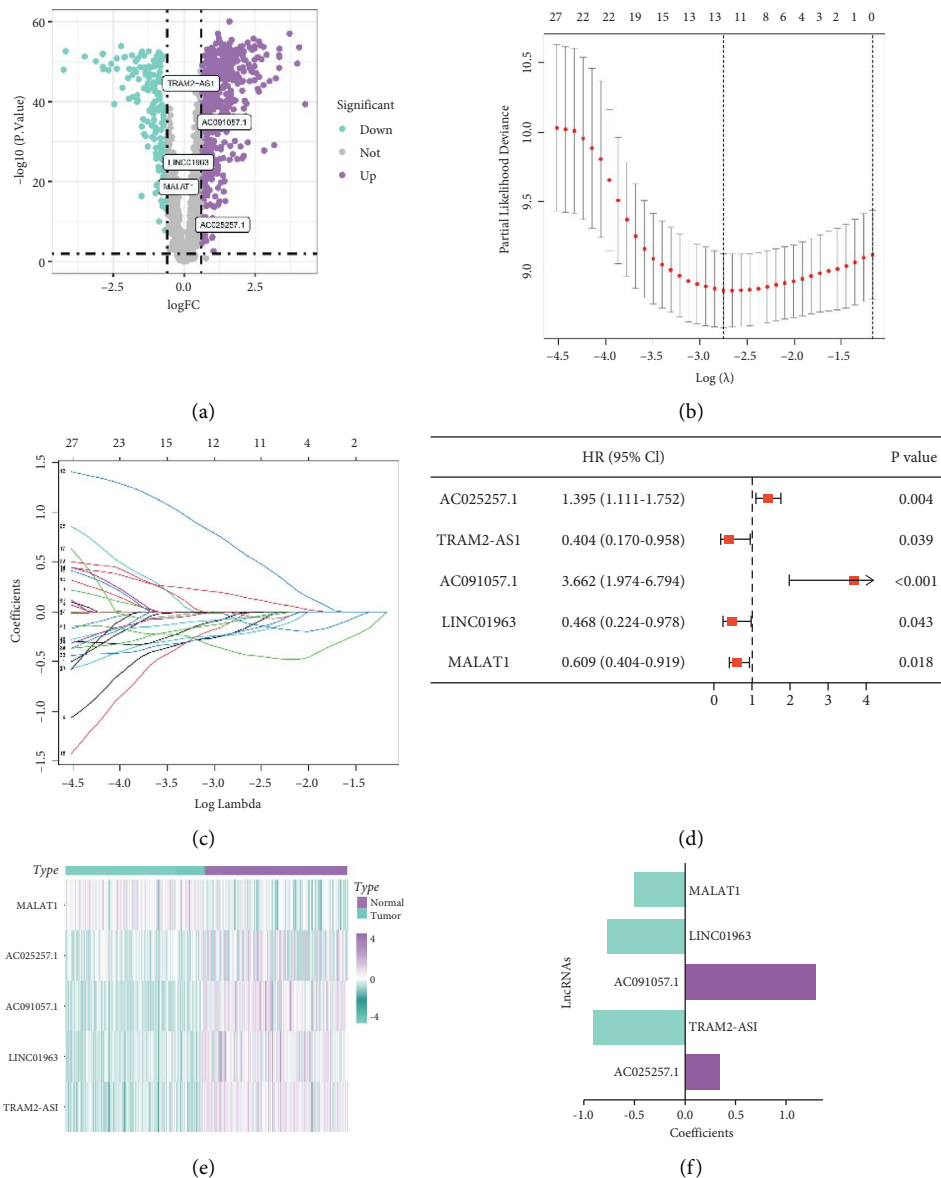 60
40
20
0
−log10 (P.Value)
TRAM2−AS1
AC091057.1
LINC01963
MALAT1
AC025257.1
−2.5 0.0 2.5
logFC
Significant
Down
Not
Up
(a)
27 22 22 19 15 13 13 11 8 6 4 3 2 1 0
10.5
10.0
9.5
9.0
Partial Likelihood Deviance
−4.5 −4.0 −3.5 −3.0 −2.5 −2.0 −1.5
Log (λ)
(b)
27 23 15 12 11 4 2
1.5
1.0
0.5
0.0
−0.5
−1.0
−1.5
Coefficients
−4.5 −4.0 −3.5 −3.0 −2.5 −2.0 −1.5
Log Lambda
(c)
HR (95% Cl) P value
AC025257.1 1.395 (1.111-1.752) 0.004
TRAM2-AS1 0.404 (0.170-0.958) 0.039
AC091057.1 3.662 (1.974-6.794) <0.001
LINC01963 0.468 (0.224-0.978) 0.043
MALAT1 0.609 (0.404-0.919) 0.018
0 1 2 3 4
(d)
Type
MALAT1
AC025257.1
AC091057.1
LINC01963
TRAM2-ASI
Type
Normal
Tumor
4
0
-4
(e)
LncRNAs
MALAT1
LINC01963
AC091057.1
TRAM2-ASI
AC025257.1
-1.0 -0.5 0.0 0.5 1.0
Coefficients
(f)